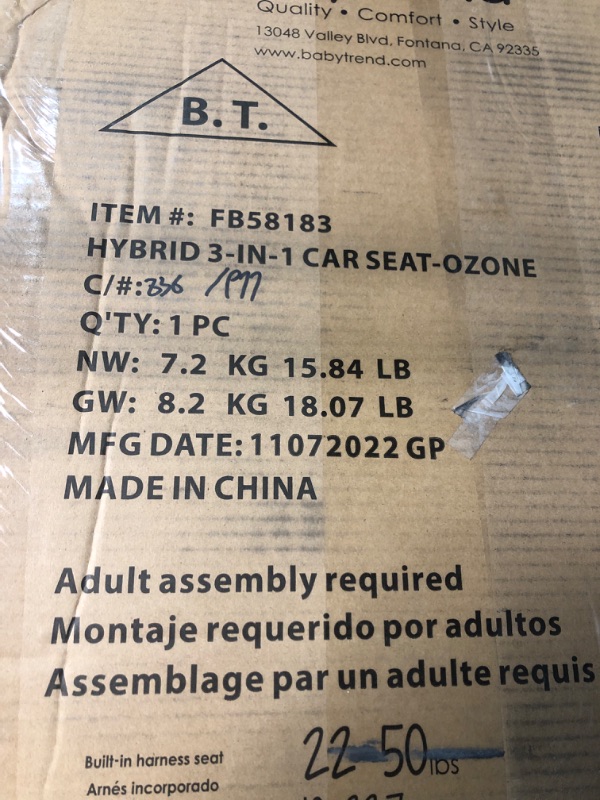 Quality • Comfort • Style
13048 Valley Blvd, Fontana, CA 92335
www.babytrend.com
B. T.
ITEM #: FB58183
HYBRID 3-IN-1 CAR SEAT-OZONE
C/#:336
Q'TY: 1 PC
NW: 7.2 KG 15.84 LB
GW: 8.2 KG 18.07 LB
MFG DATE: 11072022 GP
MADE IN CHINA
Adult assembly required
Montaje requerido por adultos
Assemblage par un adulte requis
Built-in harness seat
22-50 lbs
Arnés incorporado